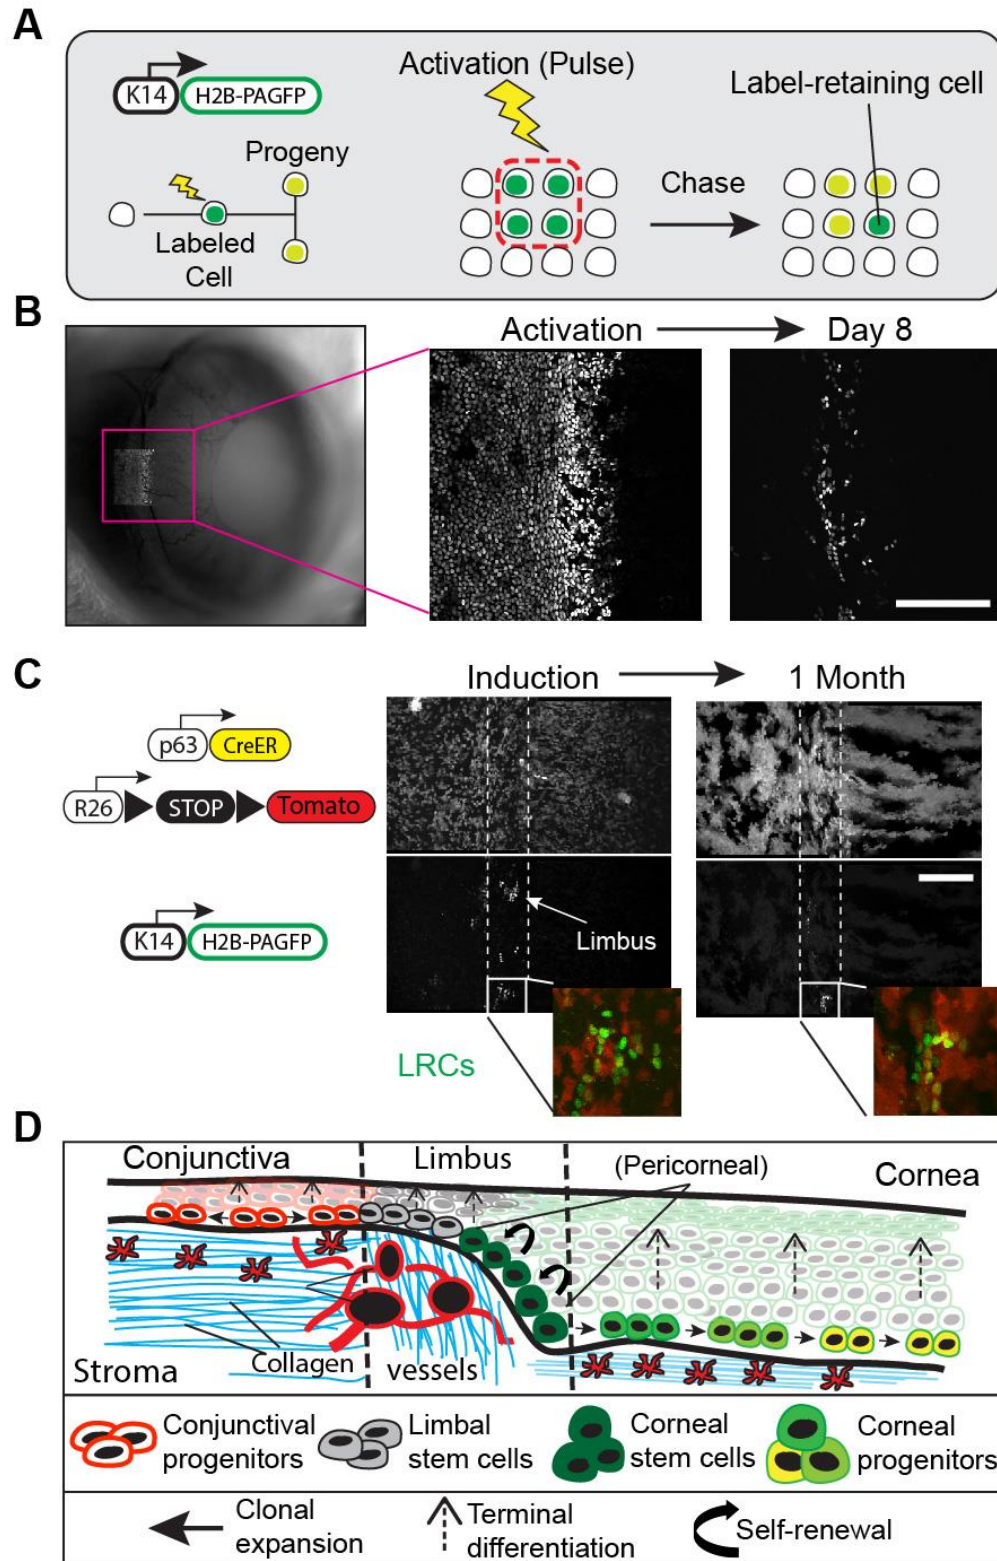 A
K14
H2B-PAGFP
Progeny
Labeled
Cell
Activation (Pulse)
Chase
Label-retaining cell
B
Activation
Day 8
C
p63
CreER
R26
STOP
Tomato
K14
H2B-PAGFP
Induction
1 Month
Limbus
LRCs
D
Conjunctiva
Limbus
(Pericorneal)
Cornea
Stroma
Collagen
vessels
Conjunctival
progenitors
Limbal
stem cells
Corneal
stem cells
Corneal
progenitors
Clonal
expansion
Terminal
differentiation
Self-renewal